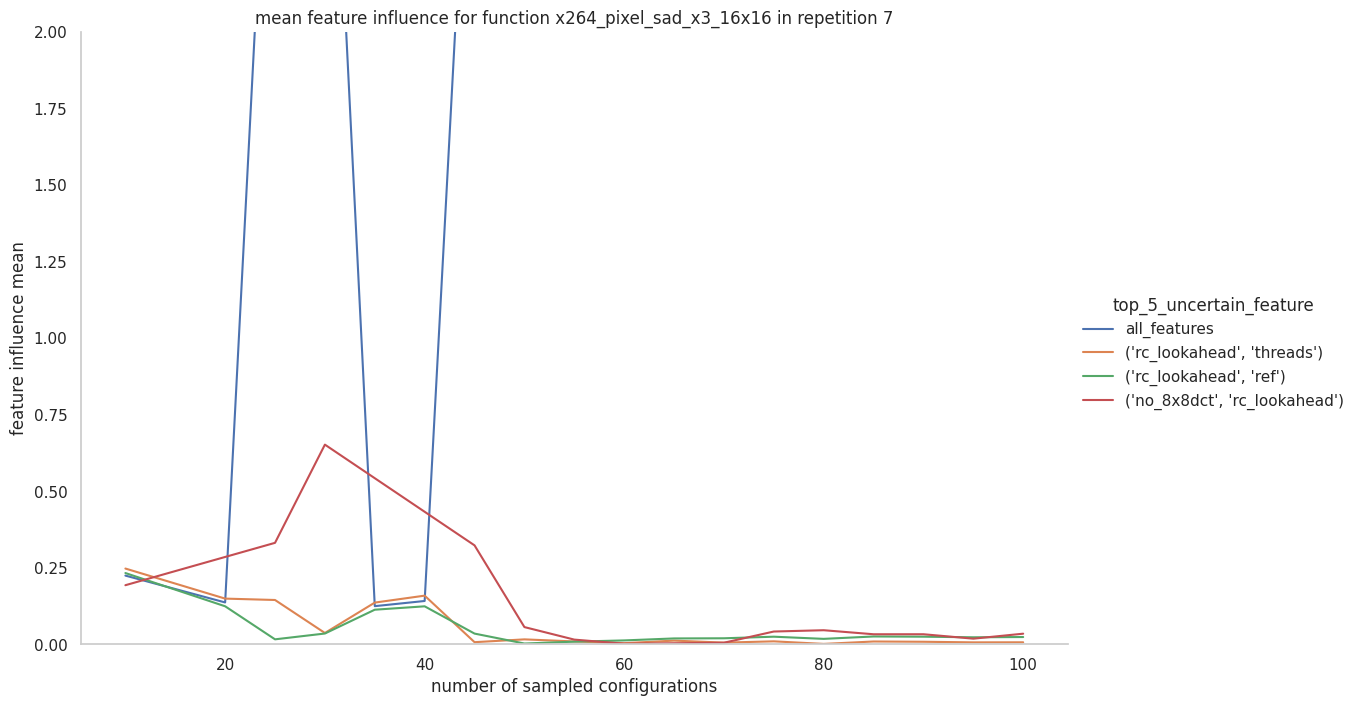 mean feature influence for function x264_pixel_sad_x3_16x16 in repetition 7
2.00
1.75
1.50
1.25
1.00
0.75
0.50
0.25
0.00
feature influence mean
20
40
60
80
100
number of sampled configurations
top_5_uncertain_feature
all_features
('rc_lookahead', 'threads')
('rc_lookahead', 'ref')
('no_8x8dct', 'rc_lookahead')